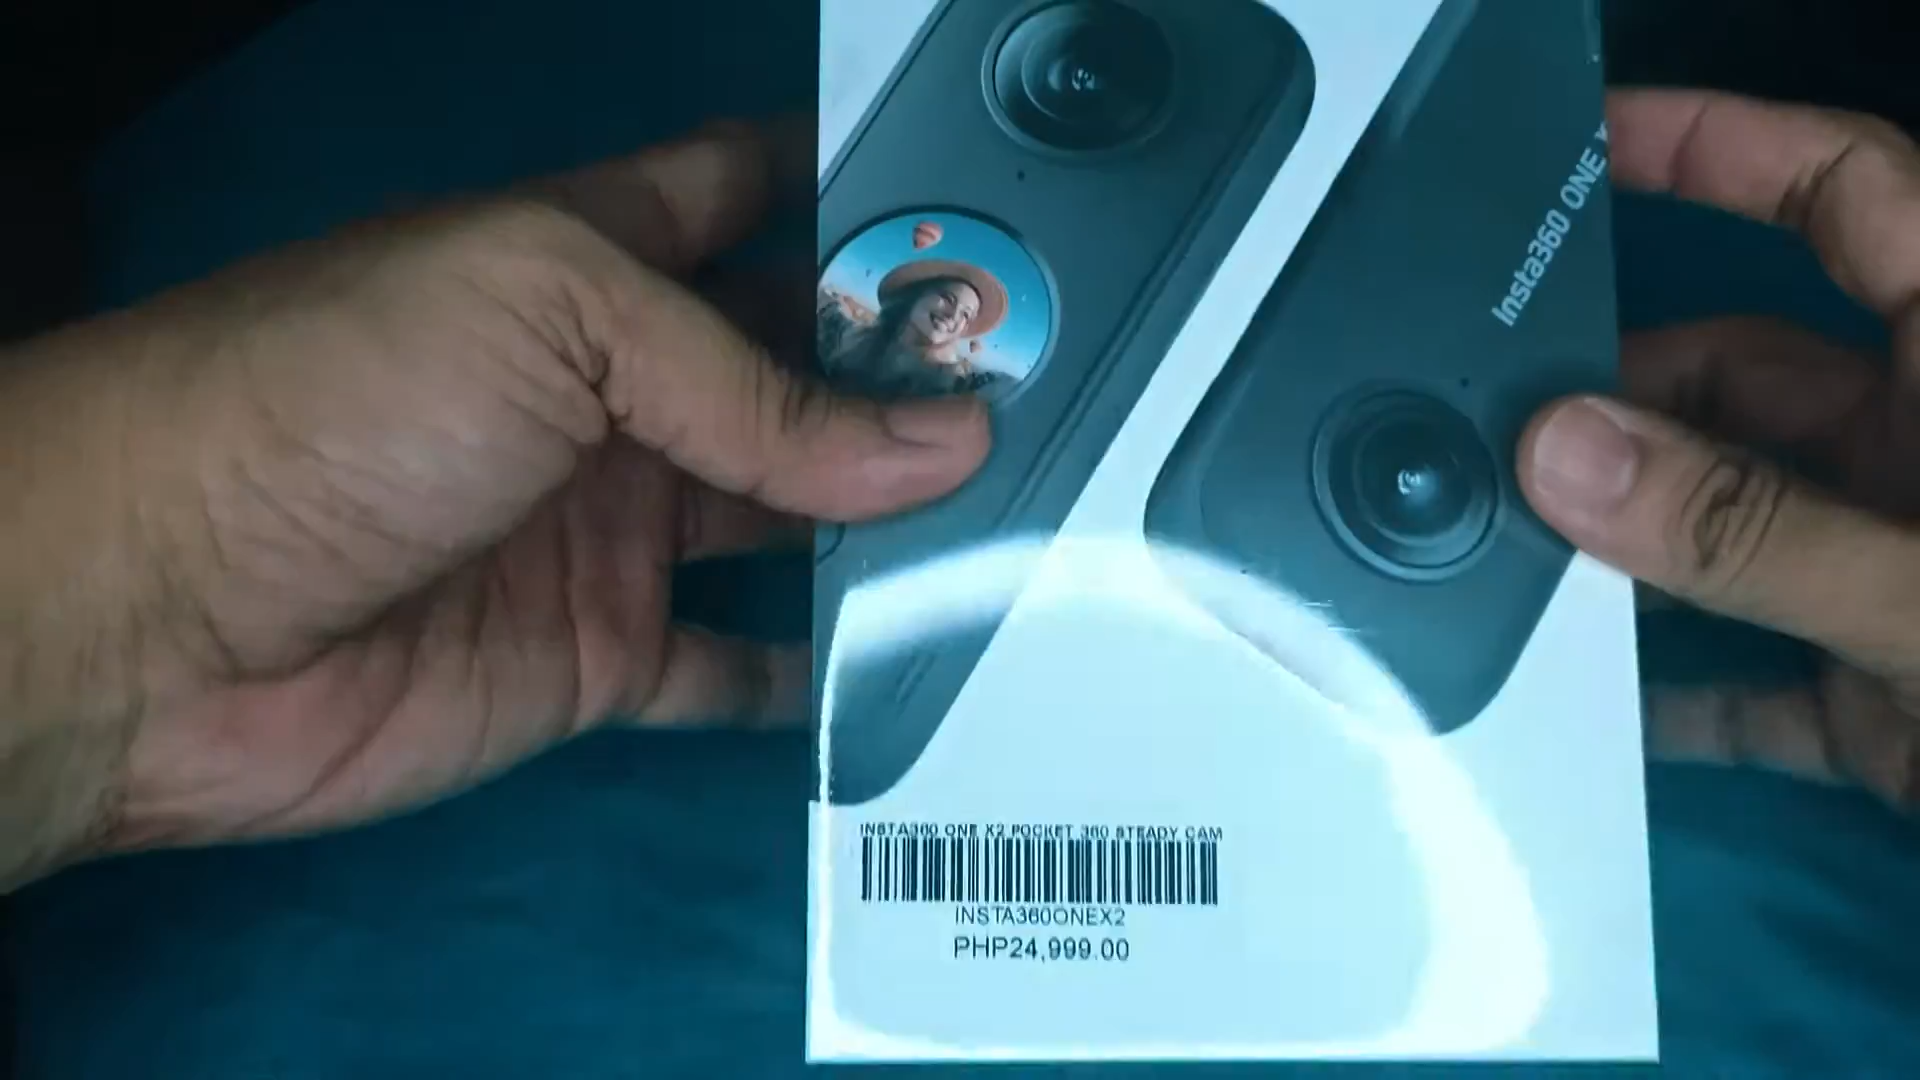 Insta360 ONE X
INSTA360 ONE X2 POCKET 360 STEADY CAM
INSTA360ONEX2
PHP24,999.00